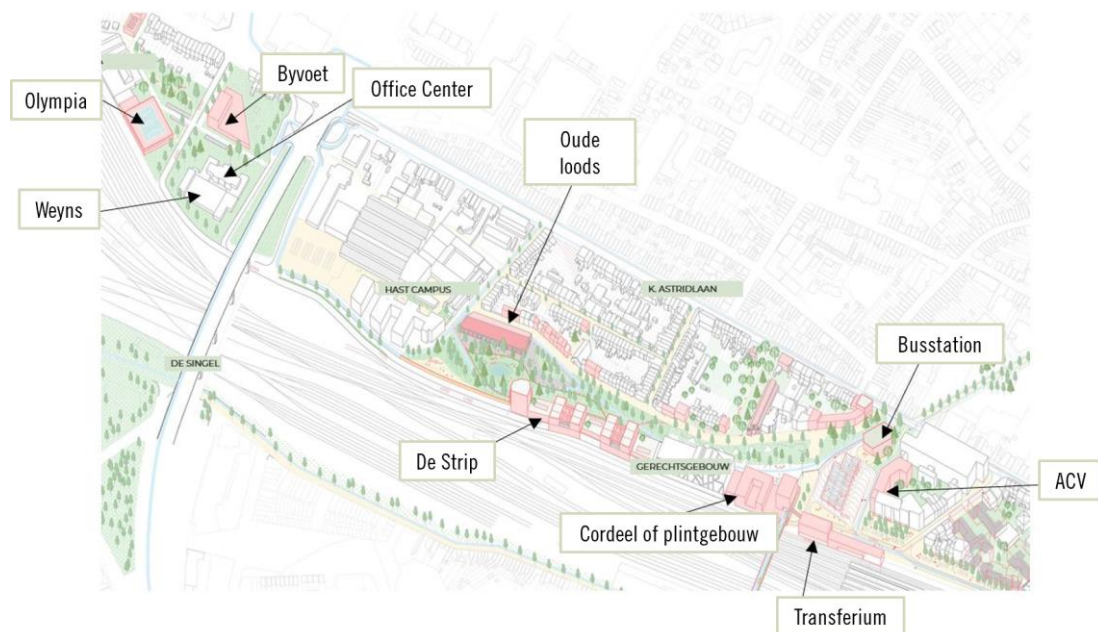 Byvoet
Office Center
Olympia
Oude
loods
Weyns
HAST CAMPUS
K. ASTRIDLAAN
Busstation
DE SINGEL
De Strip
GERECHTSGEBOUW
ACV
Cordeel of plintgebouw
Transferium